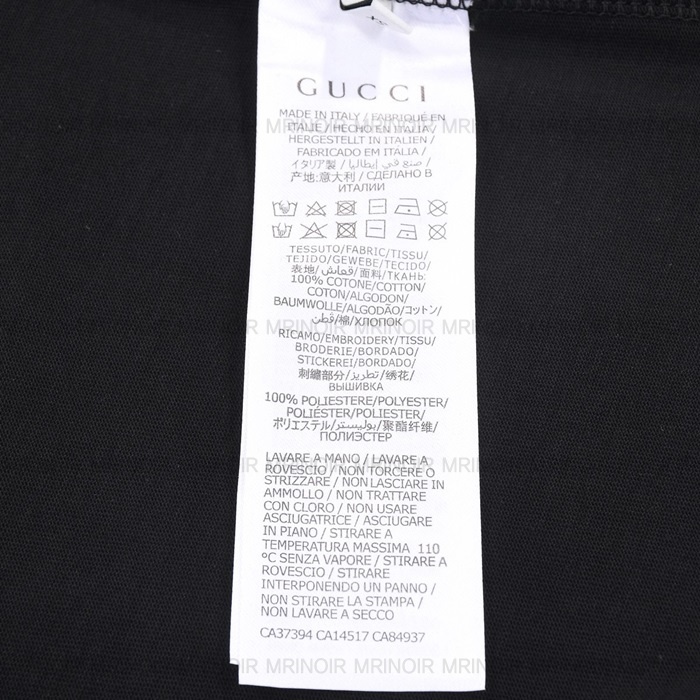 GUCCI
MADE IN ITALY / FABRIQUÉ EN
ITALIE / HECHO EN ITALIA /
HERGESTELLT IN ITALIEN /
FABRICADO EM ITÁLIA /
イタリア製 / صنع في إيطاليا /
产地:意大利 / СДЕЛАНО В
ИТАЛИИ
TESSUTO/FABRIC/TISSU/
TEJIDO/GEWEBE/TECIDO/
表地/قماش/面料/ТКАНЬ:
100% COTONE/COTTON/
COTON/ALGODON/
BAUMWOLLE/ALGODÃO/コットン/
قطن/棉/ХЛОПОК
RICAMO/EMBROIDERY/TISSU/
BRODERIE/BORDADO/
STICKEREI/BORDADO/
刺繍部分/تطريز/绣花/
ВЫШИВКА
100% POLIESTERE/POLYESTER/
POLIÉSTER/POLIESTER/
ポリエステル/بوليستر/聚酯纤维/
ПОЛИЭСТЕР
LAVARE A MANO / LAVARE A
ROVESCIO / NON TORCERE O
STRIZZARE / NON LASCIARE IN
AMMOLLO / NON TRATTARE
CON CLORO / NON USARE
ASCIUGATRICE / ASCIUGARE
IN PIANO / STIRARE A
TEMPERATURA MASSIMA 110
°C SENZA VAPORE / STIRARE A
ROVESCIO / STIRARE
INTERPONENDO UN PANNO /
NON STIRARE LA STAMPA /
NON LAVARE A SECCO
CA37394 CA14517 CA84937
MRINOIR MRINOIR MRINOIR